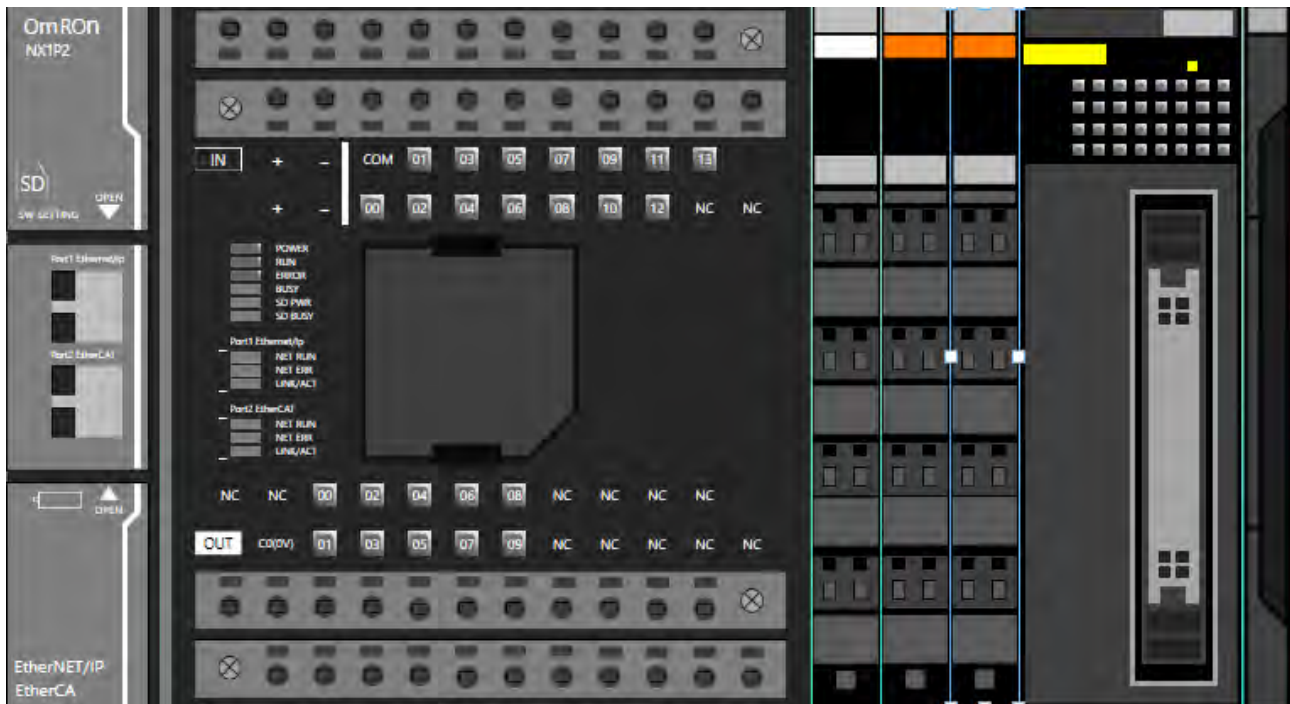 OmROn
NX1P2
SD
OPEN
SW SETTING
Port1 Ethernet/Ip
Port2 EtherCAT
OPEN
EtherNET/IP
EtherCA
IN + - COM 01 03 05 07 09 11 13
+ - 00 02 04 06 08 10 12 NC NC
POWER
RUN
ERROR
BUSY
SD PWR
SD BUSY
Port1 Ethernet/Ip
NET RUN
NET ERR
LINK/ACT
Port2 EtherCAT
NET RUN
NET ERR
LINK/ACT
NC NC 00 02 04 06 08 NC NC NC NC
OUT C0(0V) 01 03 05 07 09 NC NC NC NC NC